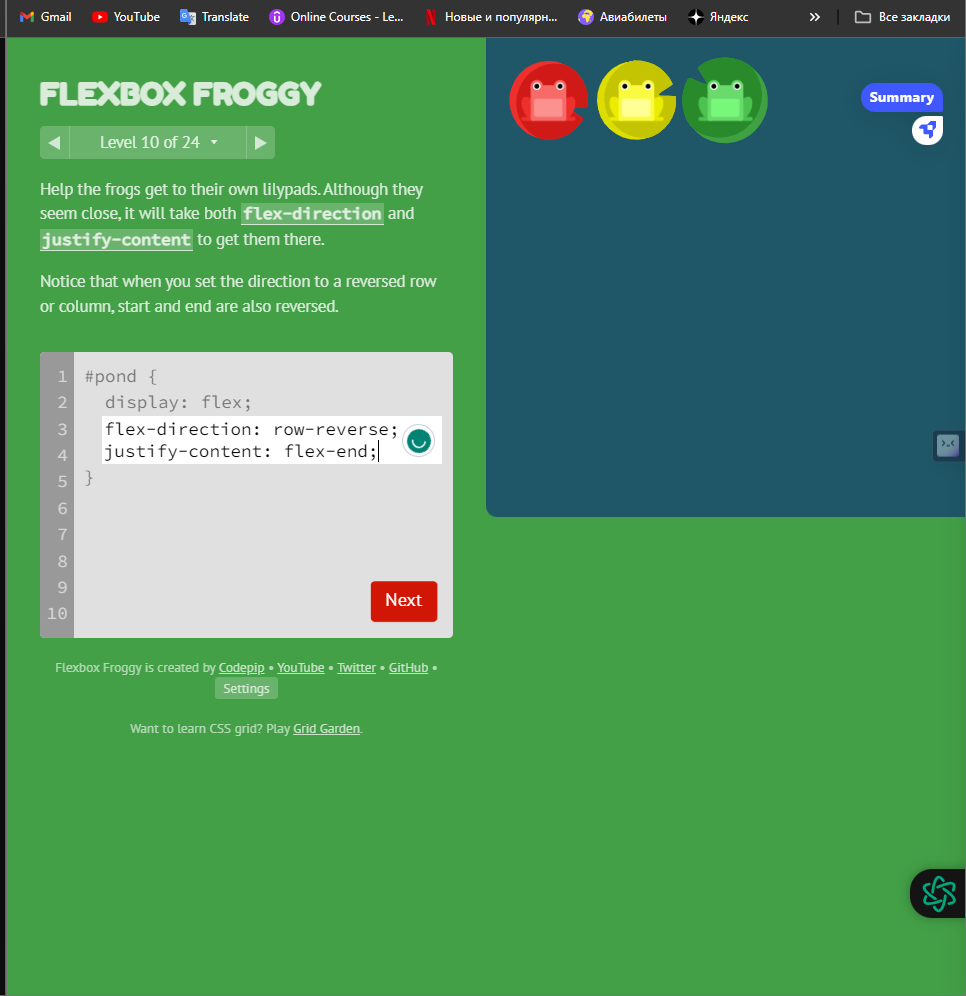 Gmail YouTube Translate Online Courses - Le... Новые и популярн... Авиабилеты Яндекс » Все закладки
FLEXBOX FROGGY
Level 10 of 24
Help the frogs get to their own lilypads. Although they
seem close, it will take both flex-direction and
justify-content to get them there.
Notice that when you set the direction to a reversed row
or column, start and end are also reversed.
1 #pond {
2 display: flex;
3 flex-direction: row-reverse;
4 justify-content: flex-end;
5 }
6
7
8
9
10
Next
Flexbox Froggy is created by Codepip • YouTube • Twitter • GitHub •
Settings
Want to learn CSS grid? Play Grid Garden.
Summary